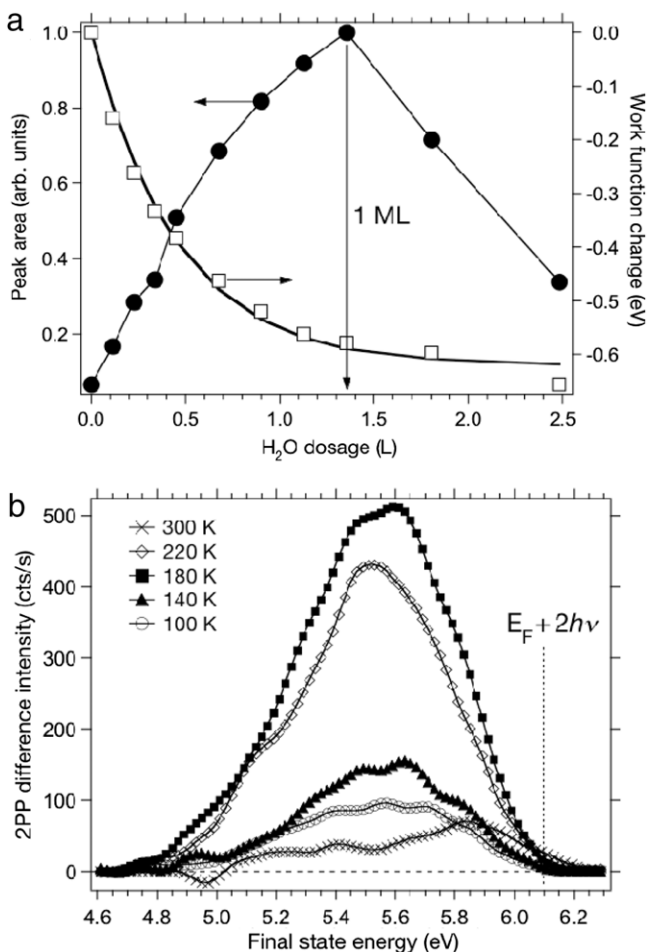 a
1.0
0.8
0.6
0.4
0.2
Peak area (arb. units)
0.0
-0.1
-0.2
-0.3
-0.4
-0.5
-0.6
Work function change (eV)
1 ML
0.0 0.5 1.0 1.5 2.0 2.5
H₂O dosage (L)
b
500
400
300
200
100
0
2PP difference intensity (cts/s)
300 K
220 K
180 K
140 K
100 K
E_F + 2hν
4.6 4.8 5.0 5.2 5.4 5.6 5.8 6.0 6.2
Final state energy (eV)